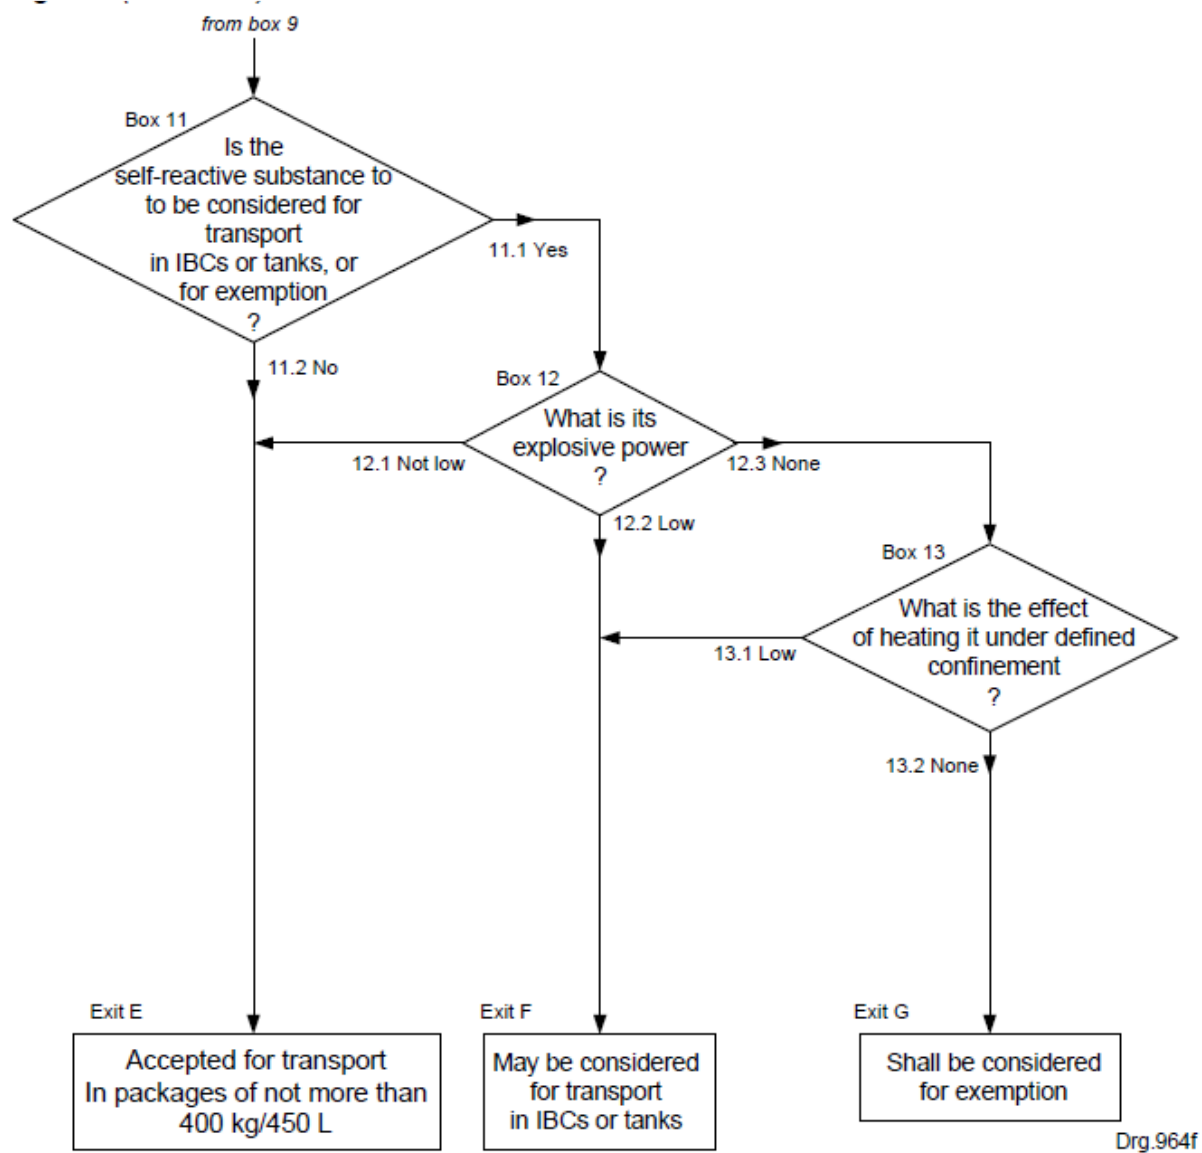 from box 9
Box 11
Is the
self-reactive substance to
to be considered for
transport
in IBCs or tanks, or
for exemption
?
11.1 Yes
11.2 No
Box 12
What is its
explosive power
?
12.1 Not low
12.3 None
12.2 Low
Box 13
What is the effect
of heating it under defined
confinement
?
13.1 Low
13.2 None
Exit E
Accepted for transport
In packages of not more than
400 kg/450 L
Exit F
May be considered
for transport
in IBCs or tanks
Exit G
Shall be considered
for exemption
Drg.964f